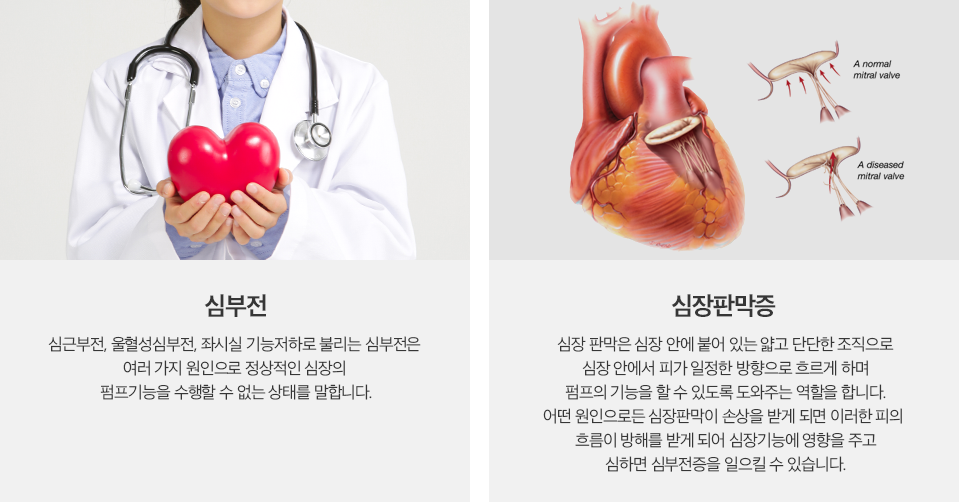 A normal
mitral valve
A diseased
mitral valve
심부전
심근부전, 울혈성심부전, 좌시실 기능저하로 불리는 심부전은
여러 가지 원인으로 정상적인 심장의
펌프기능을 수행할 수 없는 상태를 말합니다.
심장판막증
심장 판막은 심장 안에 붙어 있는 얇고 단단한 조직으로
심장 안에서 피가 일정한 방향으로 흐르게 하며
펌프의 기능을 할 수 있도록 도와주는 역할을 합니다.
어떤 원인으로든 심장판막이 손상을 받게 되면 이러한 피의
흐름이 방해를 받게 되어 심장기능에 영향을 주고
심하면 심부전증을 일으킬 수 있습니다.